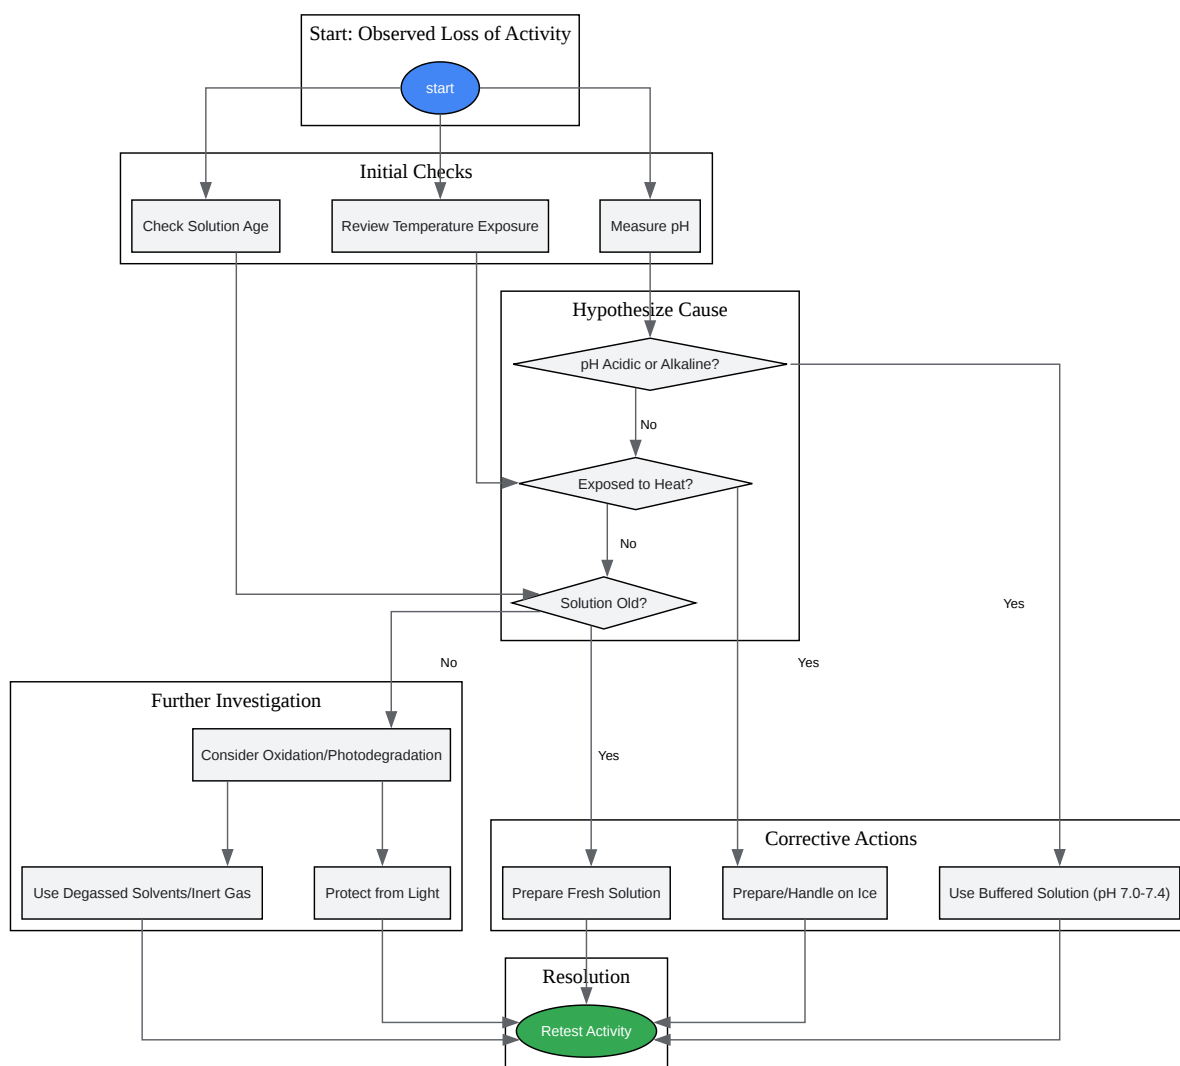 Start: Observed Loss of Activity
start
Initial Checks
Check Solution Age
Review Temperature Exposure
Measure pH
Hypothesize Cause
pH Acidic or Alkaline?
No
Exposed to Heat?
No
Solution Old?
Yes
No
Yes
Further Investigation
Consider Oxidation/Photodegradation
Yes
Corrective Actions
Use Degassed Solvents/Inert Gas
Protect from Light
Prepare Fresh Solution
Prepare/Handle on Ice
Use Buffered Solution (pH 7.0-7.4)
Resolution
Retest Activity